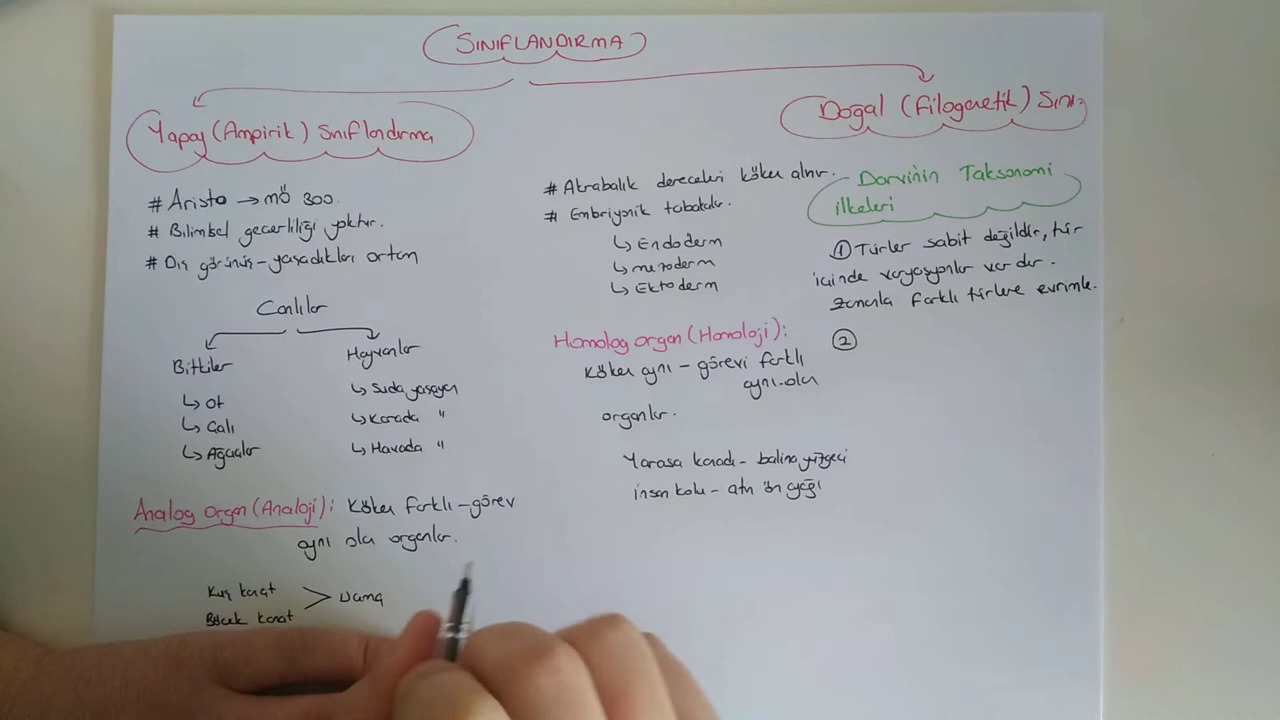 SINIFLANDIRMA
Yapay (Ampirik) Sınıflandırma
# Aristo → MÖ 300.
# Bilimsel geçerliliği yoktur.
# Dış görünüş - yaşadıkları ortam
Canlılar
Bitkiler
↳ Ot
↳ Çalı
↳ Ağaçlar
Hayvanlar
↳ Suda yaşayan
↳ Karada "
↳ Havada "
Analog Organ (Analoji): Köken farklı - görev
aynı olan organlar.
Kuş kanat
Böcek kanat
> Uçma
Doğal (Filogenetik) Sınıf
# Akrabalık dereceleri köken alınır.
# Embriyonik tabakalar.
↳ Endoderm
↳ mezoderm
↳ Ektoderm
Homolog organ (Homoloji):
Köken aynı - görevi farklı
aynı olan
organlar.
Yarasa kanadı - balina yüzgeci
insan kolu - atın ön ayağı
Darwinin Taksonomi
ilkeleri
① Türler sabit değildir, tür
içinde varyasyonlar vardır.
zamanla farklı türlere evrimle.
②